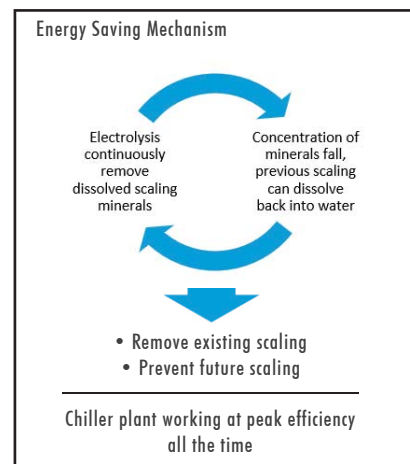 Energy Saving Mechanism
Electrolysis
continuously
remove
dissolved scaling
minerals
Concentration of
minerals fall,
previous scaling
can dissolve
back into water
• Remove existing scaling
• Prevent future scaling
Chiller plant working at peak efficiency
all the time